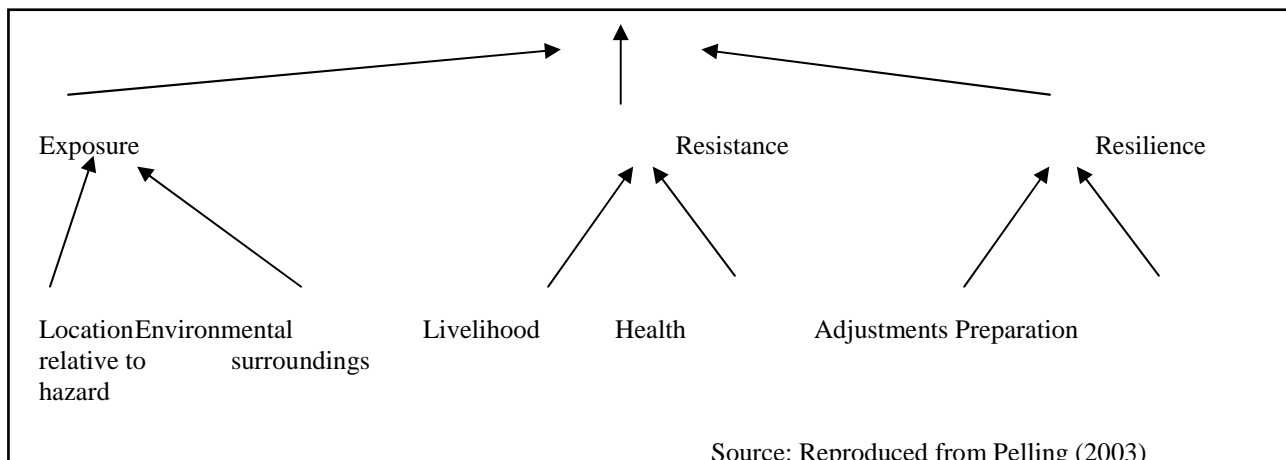 Exposure Resistance Resilience
LocationEnvironmental Livelihood Health Adjustments Preparation
relative to surroundings
hazard
Source: Reproduced from Pelling (2003)